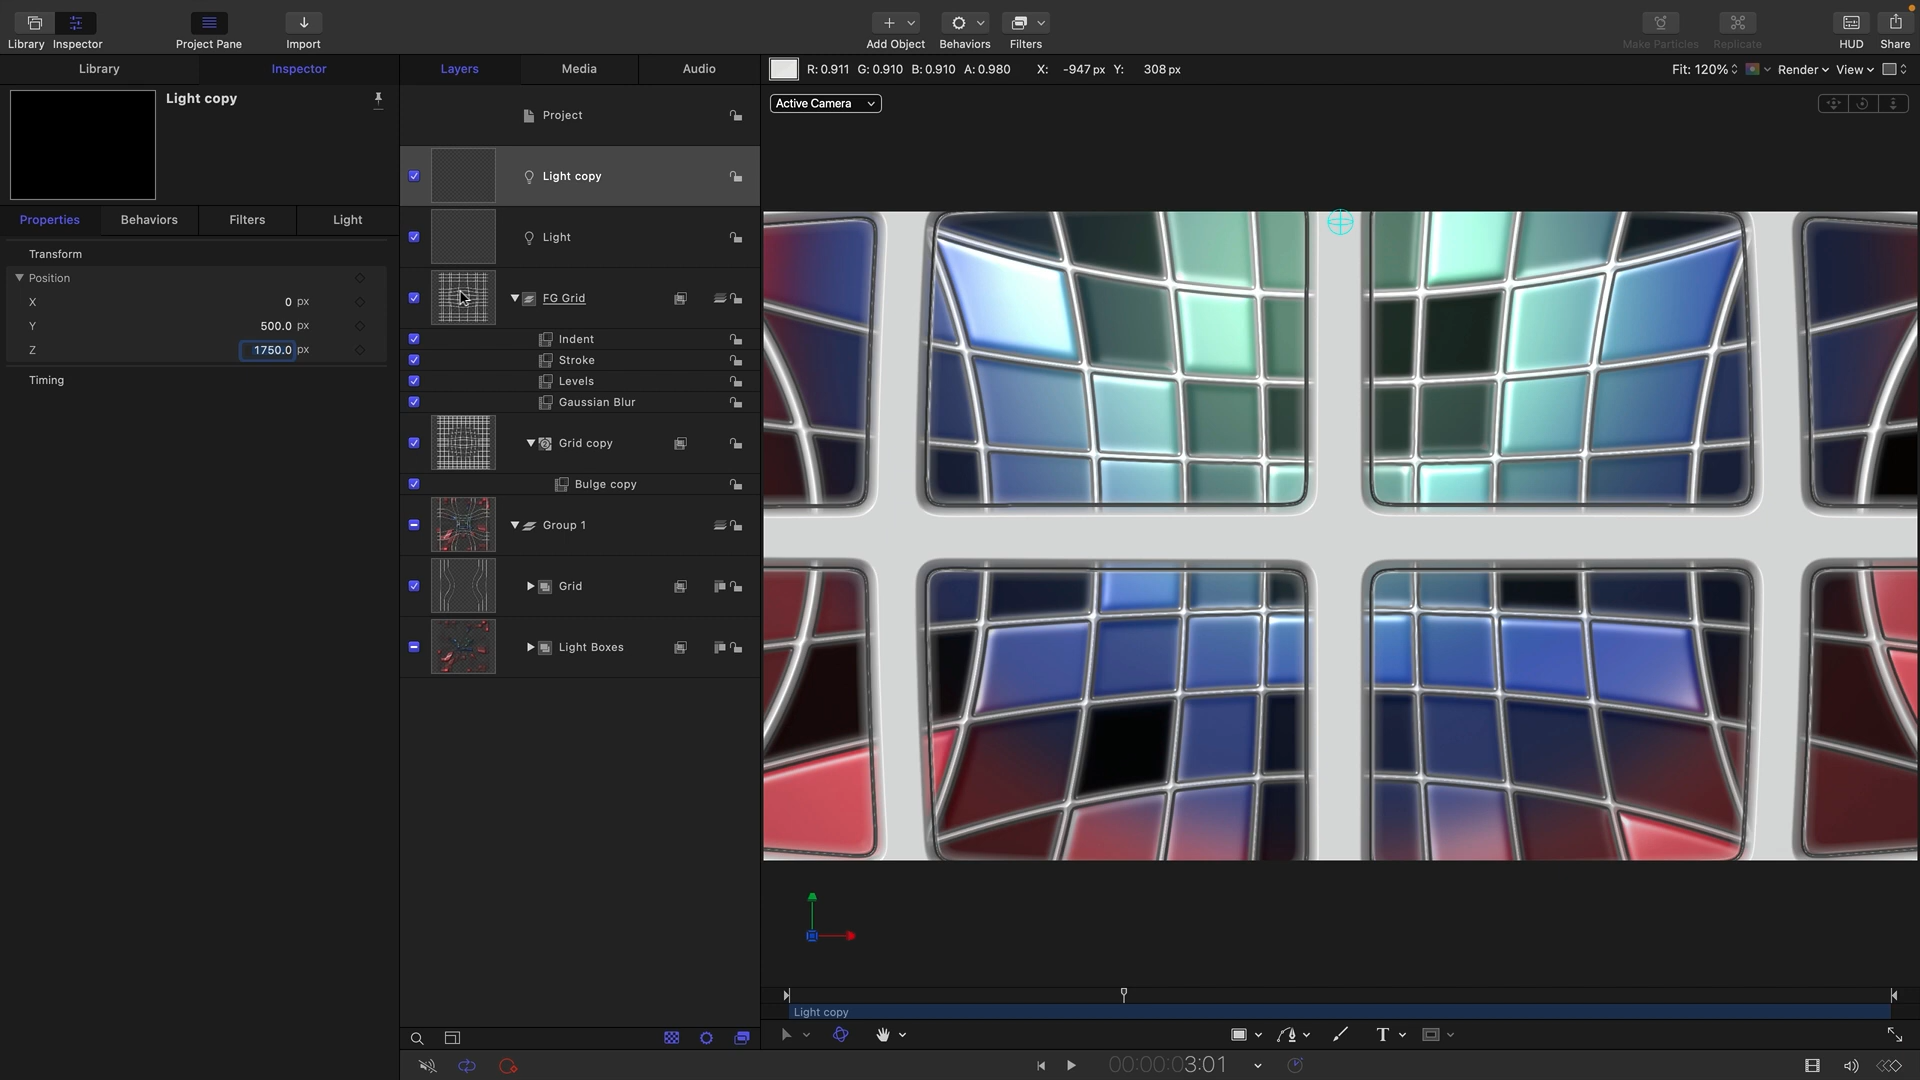 Library Inspector Project Pane Import Add Object Behaviors Filters Make Particles Replicate HUD Share
Library Inspector Layers Media Audio R: 0.911 G: 0.910 B: 0.910 A: 0.980 X: -947 px Y: 308 px Fit: 120% Render View
Light copy
Active Camera
Project
Light copy
Properties Behaviors Filters Light
Transform
Position
X 0 px
Y 500.0 px
Z 1750.0 px
Timing
Light
FG Grid
Indent
Stroke
Levels
Gaussian Blur
Grid copy
Bulge copy
Group 1
Grid
Light Boxes
Light copy
T
00:00:03:01